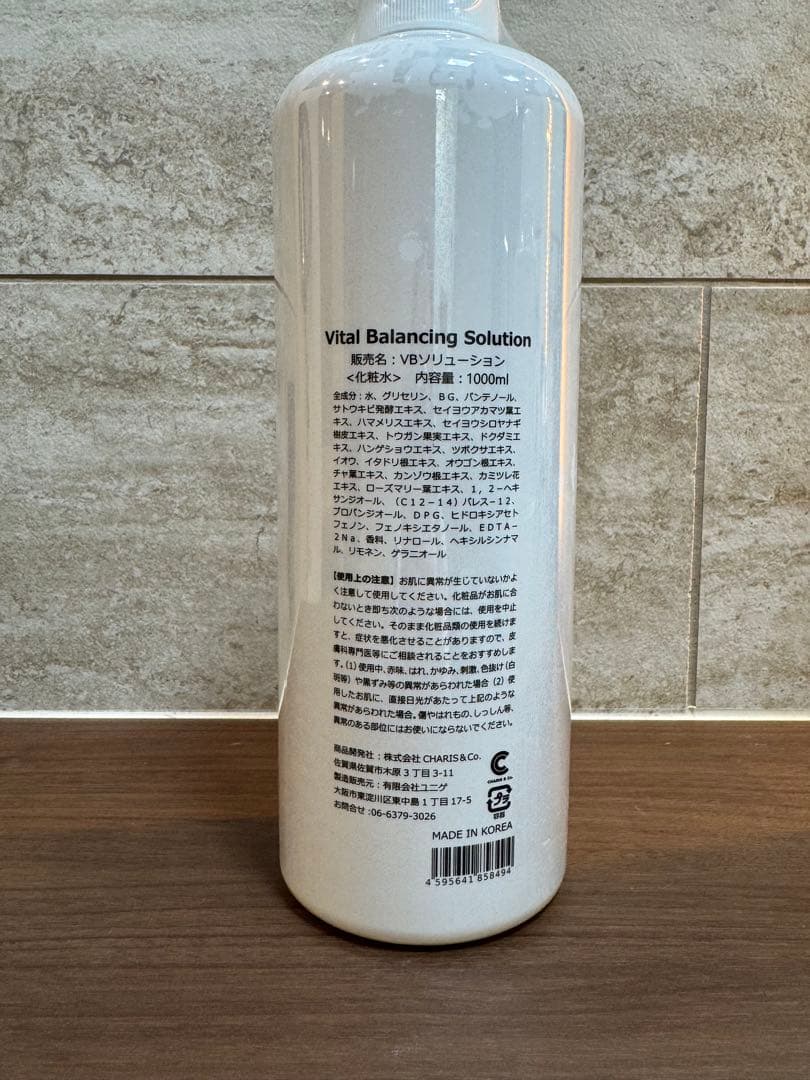 Vital Balancing Solution
販売名：VBソリューション
<化粧水>　内容量：1000ml
全成分：水、グリセリン、ＢＧ、パンテノール、
サトウキビ発酵エキス、セイヨウアカマツ葉エ
キス、ハマメリスエキス、セイヨウシロヤナギ
樹皮エキス、トウガン果実エキス、ドクダミエ
キス、ハンゲショウエキス、ツボクサエキス、
イオウ、イタドリ根エキス、オウゴン根エキス、
チャ葉エキス、カンゾウ根エキス、カミツレ花
エキス、ローズマリー葉エキス、１，２－ヘキ
サンジオール、（Ｃ１２－１４）パレス－１２、
プロパンジオール、ＤＰＧ、ヒドロキシアセト
フェノン、フェノキシエタノール、ＥＤＴＡ－
２Ｎａ、香料、リナロール、ヘキシルシンナマ
ル、リモネン、ゲラニオール
【使用上の注意】お肌に異常が生じていないかよ
く注意して使用してください。化粧品がお肌に合
わないとき即ち次のような場合には、使用を中止
してください。そのまま化粧品類の使用を続けま
すと、症状を悪化させることがありますので、皮
膚科専門医等にご相談されることをおすすめしま
す。(1)使用中、赤味、はれ、かゆみ、刺激、色抜け(白
斑等)や黒ずみ等の異常があらわれた場合 (2)使
用したお肌に、直接日光があたって上記のような
異常があらわれた場合。傷やはれもの、しっしん等、
異常のある部位にはお使いにならないでください。
商品開発社：株式会社 CHARIS＆Co.
佐賀県佐賀市木原３丁目3-11
製造販売元：有限会社ユニゲ
大阪市東淀川区東中島１丁目17-5
お問合せ:06-6379-3026
CHARIS & Co
プラ
容器
MADE IN KOREA
4 595641 858494